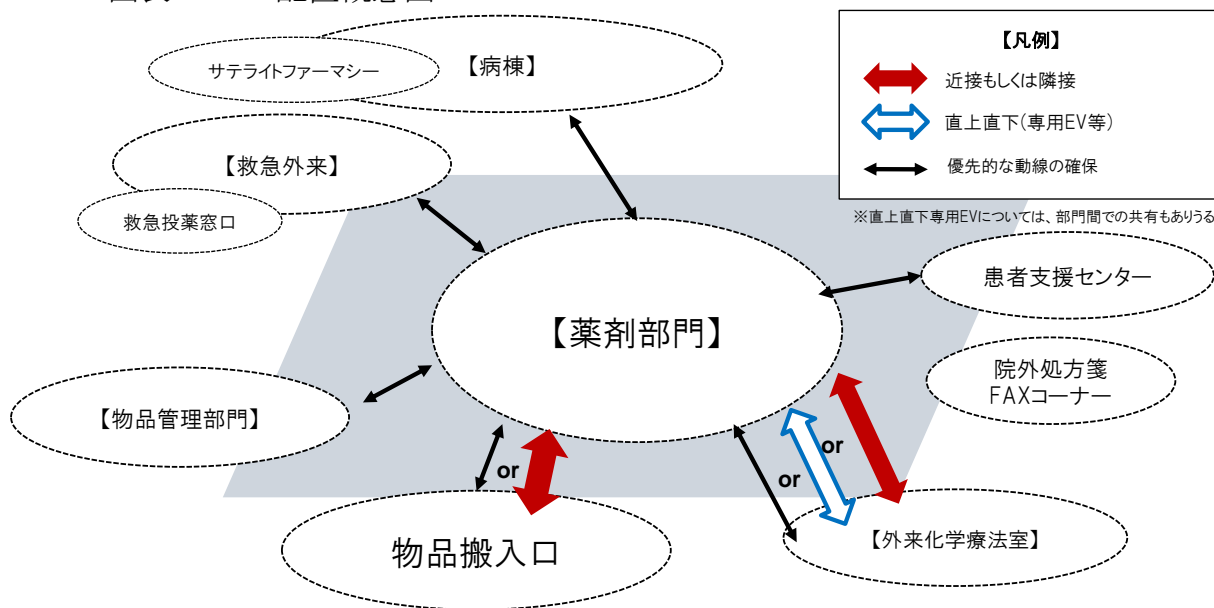 【病棟】
サテライトファーマシー
【救急外来】
救急投薬窓口
【凡例】
近接もしくは隣接
直上直下(専用EV等)
優先的な動線の確保
※直上直下専用EVについては、部門間での共有もありうる
患者支援センター
【薬剤部門】
院外処方箋
FAXコーナー
【物品管理部門】
or
or
or
物品搬入口
【外来化学療法室】